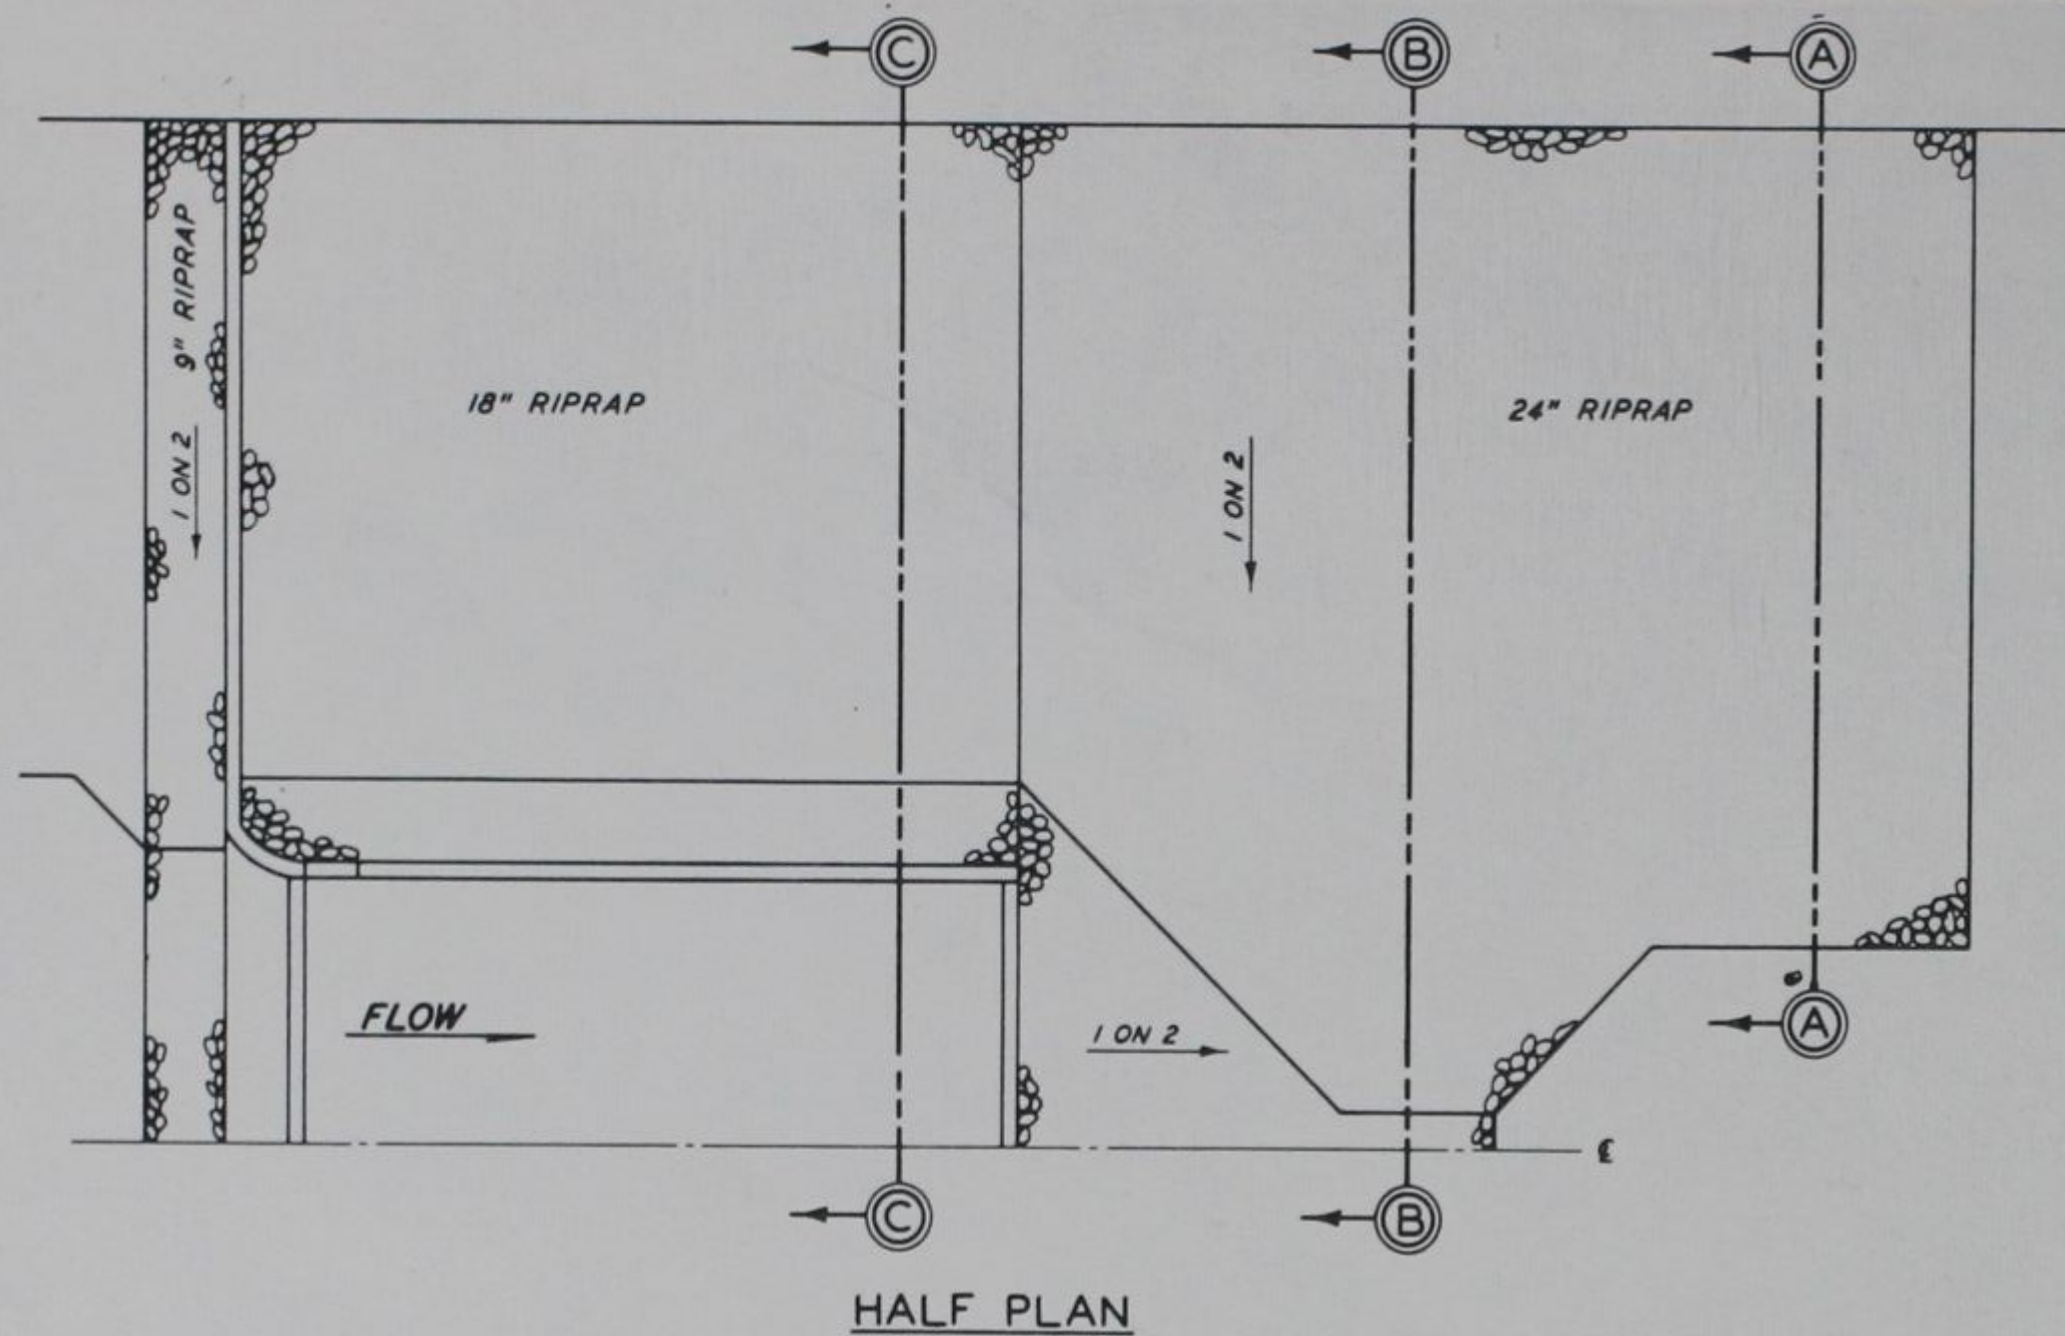 C
B
A
9" RIPRAP
1 ON 2
18" RIPRAP
24" RIPRAP
1 ON 2
FLOW
1 ON 2
A
℄
C
B
HALF PLAN